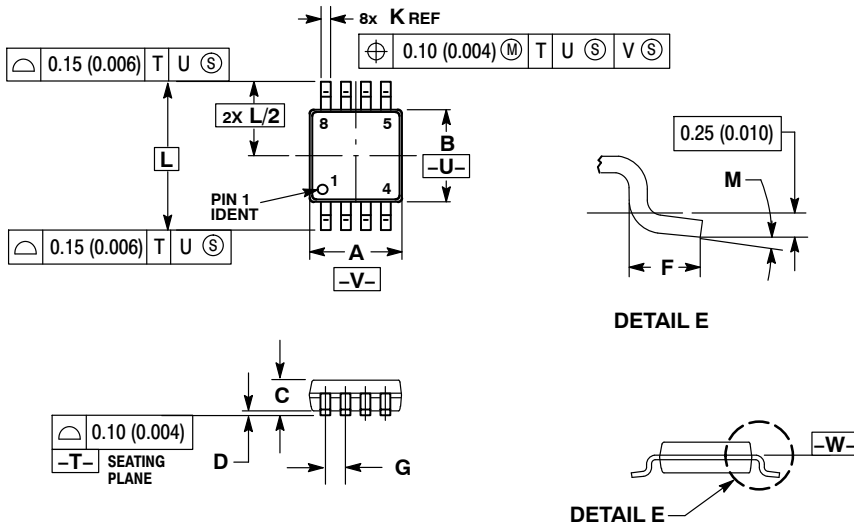 8x K REF
⌖ 0.10 (0.004) Ⓜ T U Ⓢ V Ⓢ
⌓ 0.15 (0.006) T U Ⓢ
2X L/2
8 5
B
–U–
L
PIN 1
IDENT
1 4
⌓ 0.15 (0.006) T U Ⓢ
A
–V–
0.25 (0.010)
M
F
DETAIL E
C
⌓ 0.10 (0.004)
–T– SEATING
PLANE
D
G
–W–
DETAIL E